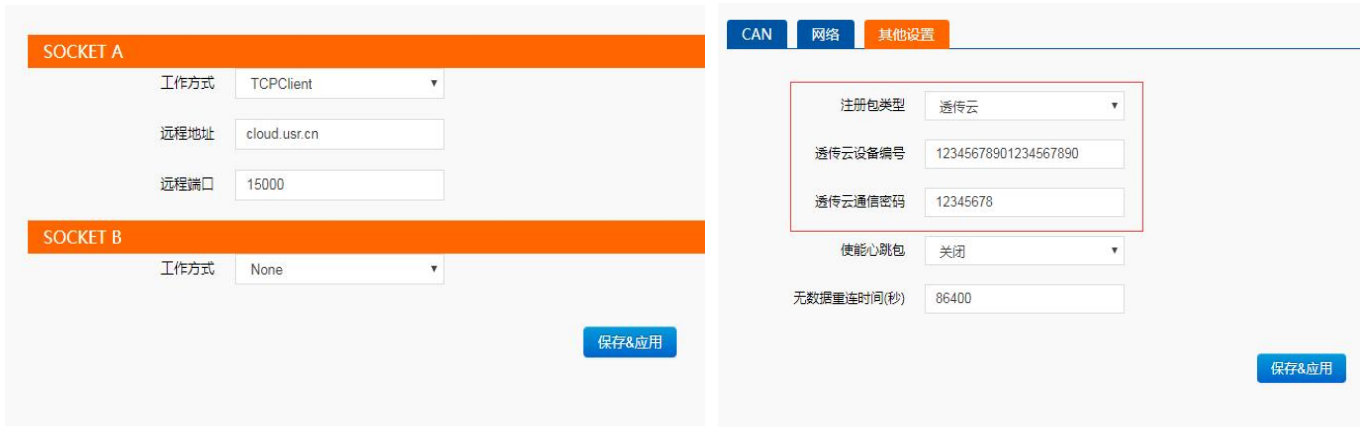 SOCKET A
工作方式 TCPClient
远程地址 cloud.usr.cn
远程端口 15000
SOCKET B
工作方式 None
保存&应用
CAN 网络 其他设置
注册包类型 透传云
透传云设备编号 12345678901234567890
透传云通信密码 12345678
使能心跳包 关闭
无数据重连时间(秒) 86400
保存&应用